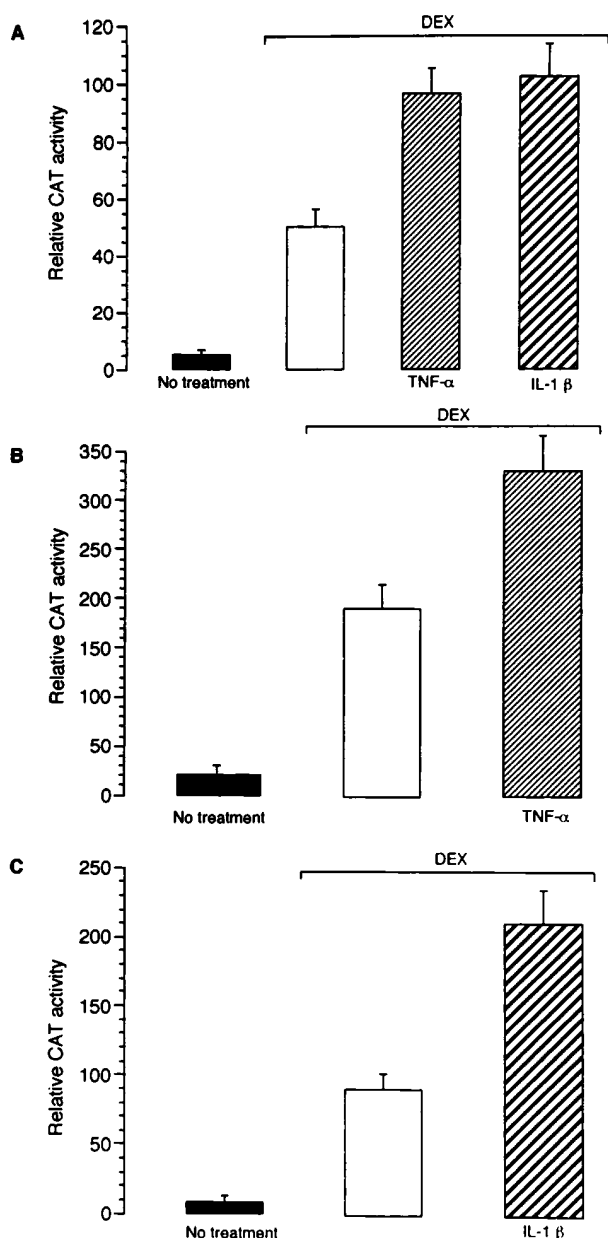 A
DEX
Relative CAT activity
120
100
80
60
40
20
0
No treatment
TNF-α
IL-1 β
B
DEX
Relative CAT activity
350
300
250
200
150
100
50
0
No treatment
TNF-α
C
DEX
Relative CAT activity
250
200
150
100
50
0
No treatment
IL-1 β